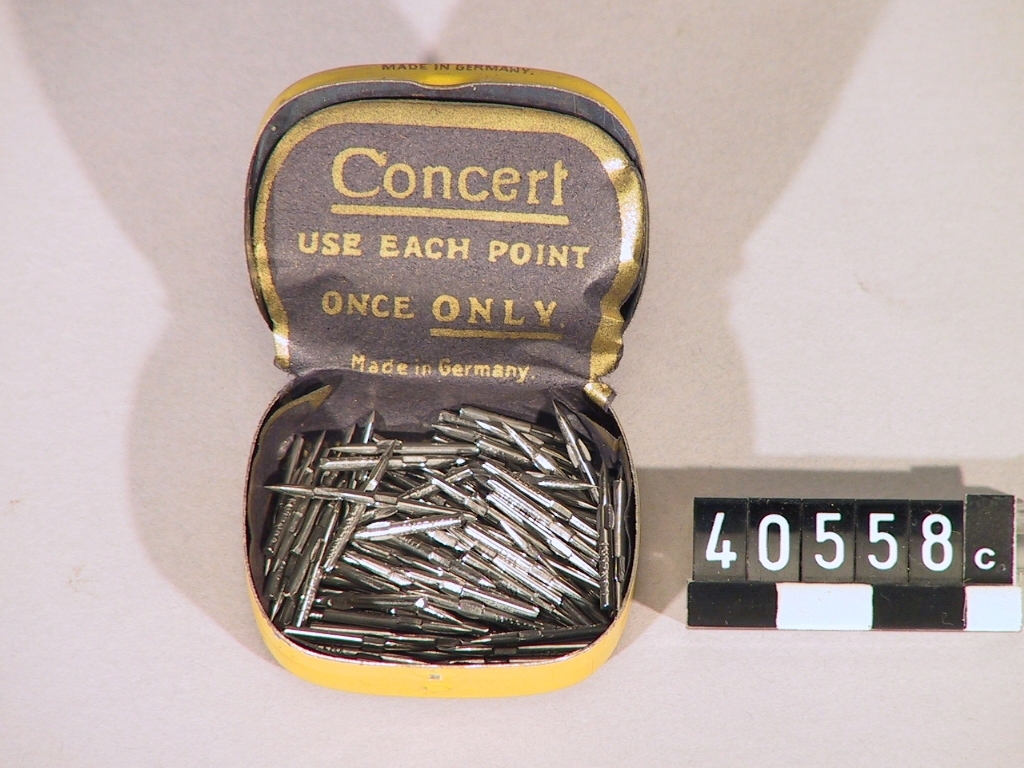 MADE IN GERMANY.
Concert
USE EACH POINT
ONCE ONLY.
Made in Germany.
40558c